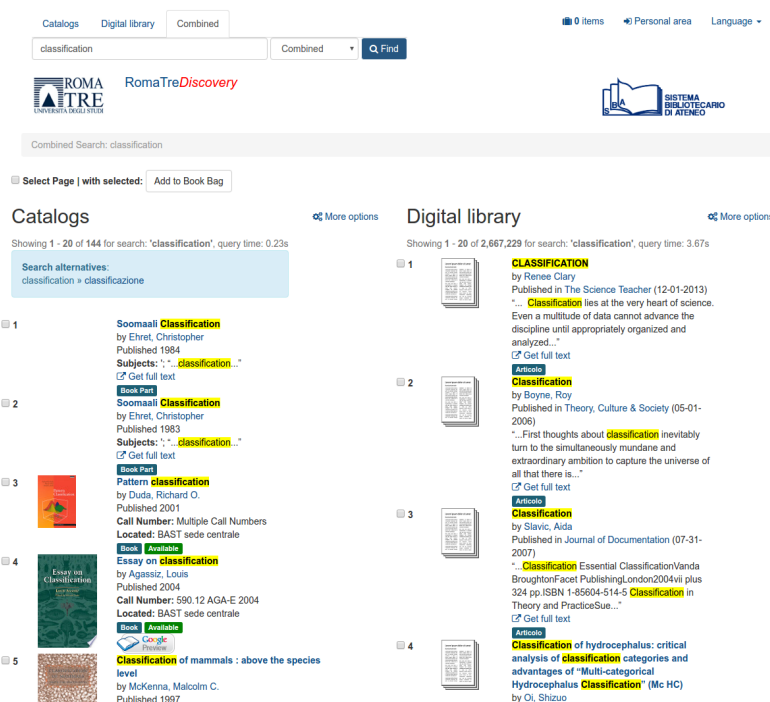 Catalogs Digital library Combined 0 items Personal area Language
classification Combined Find
ROMA
TRE
UNIVERSITÀ DEGLI STUDI
RomaTreDiscovery
SBA
SISTEMA
BIBLIOTECARIO
DI ATENEO
Combined Search: classification
Select Page | with selected: Add to Book Bag
Catalogs
More options
Showing 1 - 20 of 144 for search: 'classification', query time: 0.23s
Search alternatives:
classification » classificazione
1
Soomaali Classification
by Ehret, Christopher
Published 1984
Subjects: '; "...classification..."
Get full text
Book Part
2
Soomaali Classification
by Ehret, Christopher
Published 1983
Subjects: '; "...classification..."
Get full text
Book Part
3
Pattern classification
by Duda, Richard O.
Published 2001
Call Number: Multiple Call Numbers
Located: BAST sede centrale
Book Available
4
Essay on
Classification
Essay on classification
by Agassiz, Louis
Published 2004
Call Number: 590.12 AGA-E 2004
Located: BAST sede centrale
Book Available
Google
Preview
5
Classification of mammals : above the species
level
by McKenna, Malcolm C.
Published 1997
Digital library
More options
Showing 1 - 20 of 2,667,229 for search: 'classification', query time: 3.67s
1
CLASSIFICATION
by Renee Clary
Published in The Science Teacher (12-01-2013)
"... Classification lies at the very heart of science.
Even a multitude of data cannot advance the
discipline until appropriately organized and
analyzed..."
Get full text
Articolo
2
Classification
by Boyne, Roy
Published in Theory, Culture & Society (05-01-
2006)
"...First thoughts about classification inevitably
turn to the simultaneously mundane and
extraordinary ambition to capture the universe of
all that there is..."
Get full text
Articolo
3
Classification
by Slavic, Aida
Published in Journal of Documentation (07-31-
2007)
"...Classification Essential ClassificationVanda
BroughtonFacet PublishingLondon2004vii plus
324 pp.ISBN 1-85604-514-5 Classification in
Theory and PracticeSue..."
Get full text
Articolo
4
Classification of hydrocephalus: critical
analysis of classification categories and
advantages of "Multi-categorical
Hydrocephalus Classification" (Mc HC)
by Oi, Shizuo